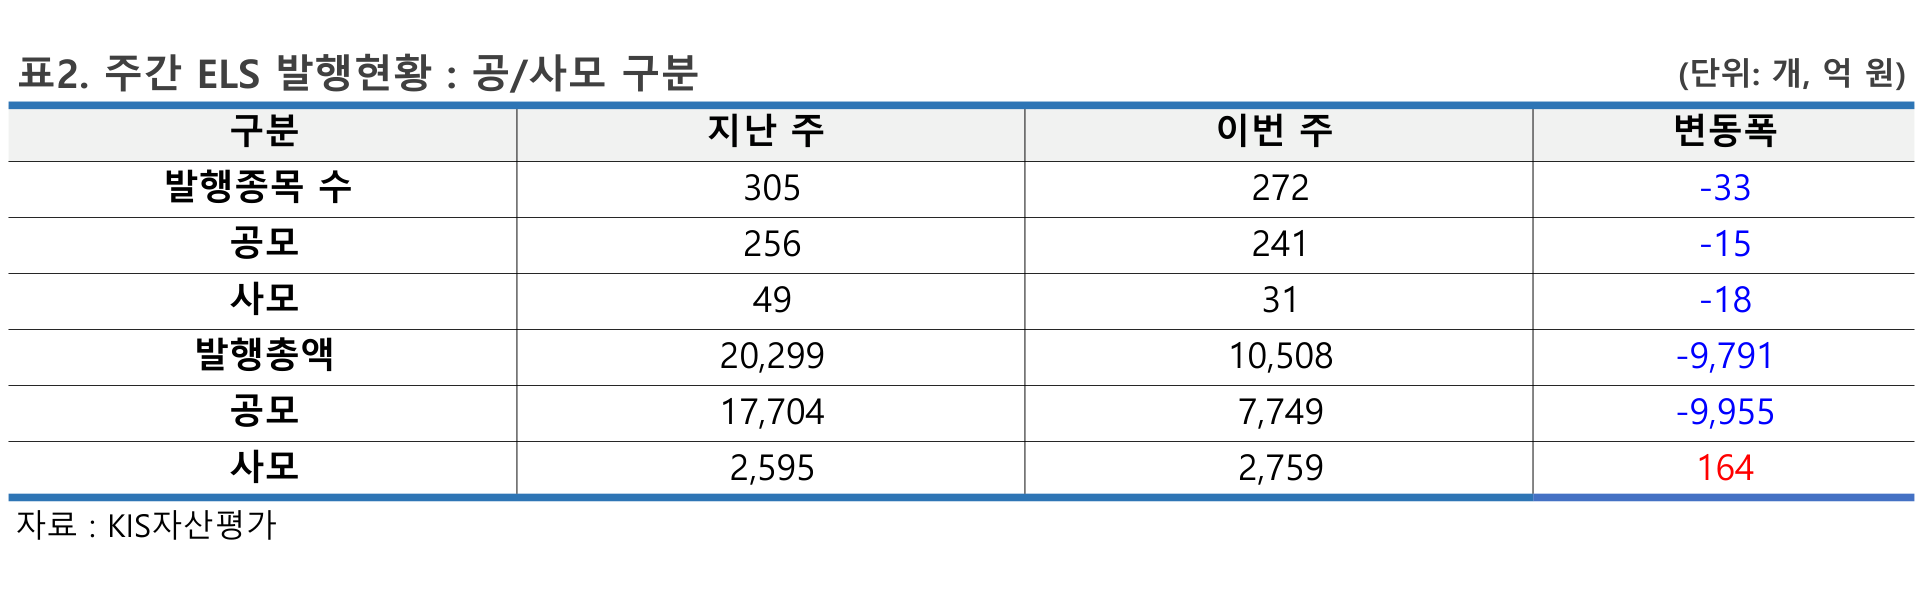 표2. 주간 ELS 발행현황 : 공/사모 구분 (단위: 개, 억 원)
구분 지난 주 이번 주 변동폭
발행종목 수 305 272 -33
공모 256 241 -15
사모 49 31 -18
발행총액 20,299 10,508 -9,791
공모 17,704 7,749 -9,955
사모 2,595 2,759 164
자료 : KIS자산평가